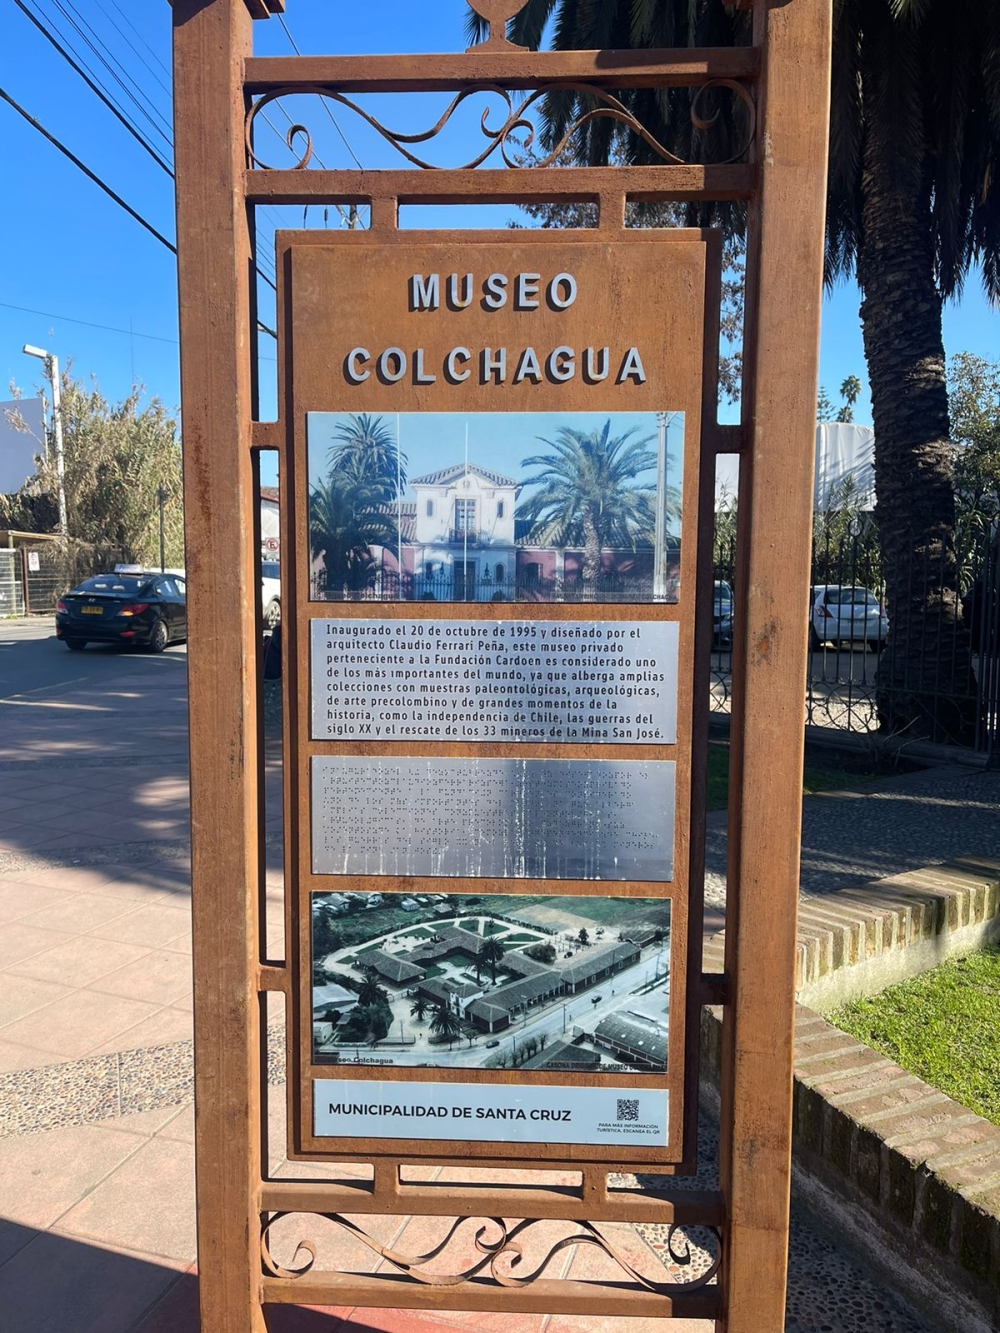 MUSEO
COLCHAGUA
Colchagua
Inaugurado el 20 de octubre de 1995 y diseñado por el
arquitecto Claudio Ferrari Peña, este museo privado
perteneciente a la Fundación Cardoen es considerado uno
de los más importantes del mundo, ya que alberga amplias
colecciones con muestras paleontológicas, arqueológicas,
de arte precolombino y de grandes momentos de la
historia, como la independencia de Chile, las guerras del
siglo XX y el rescate de los 33 mineros de la Mina San José.
Colchagua
MUNICIPALIDAD DE SANTA CRUZ
PARA MÁS INFORMACIÓN
TURÍSTICA, ESCANEA EL QR